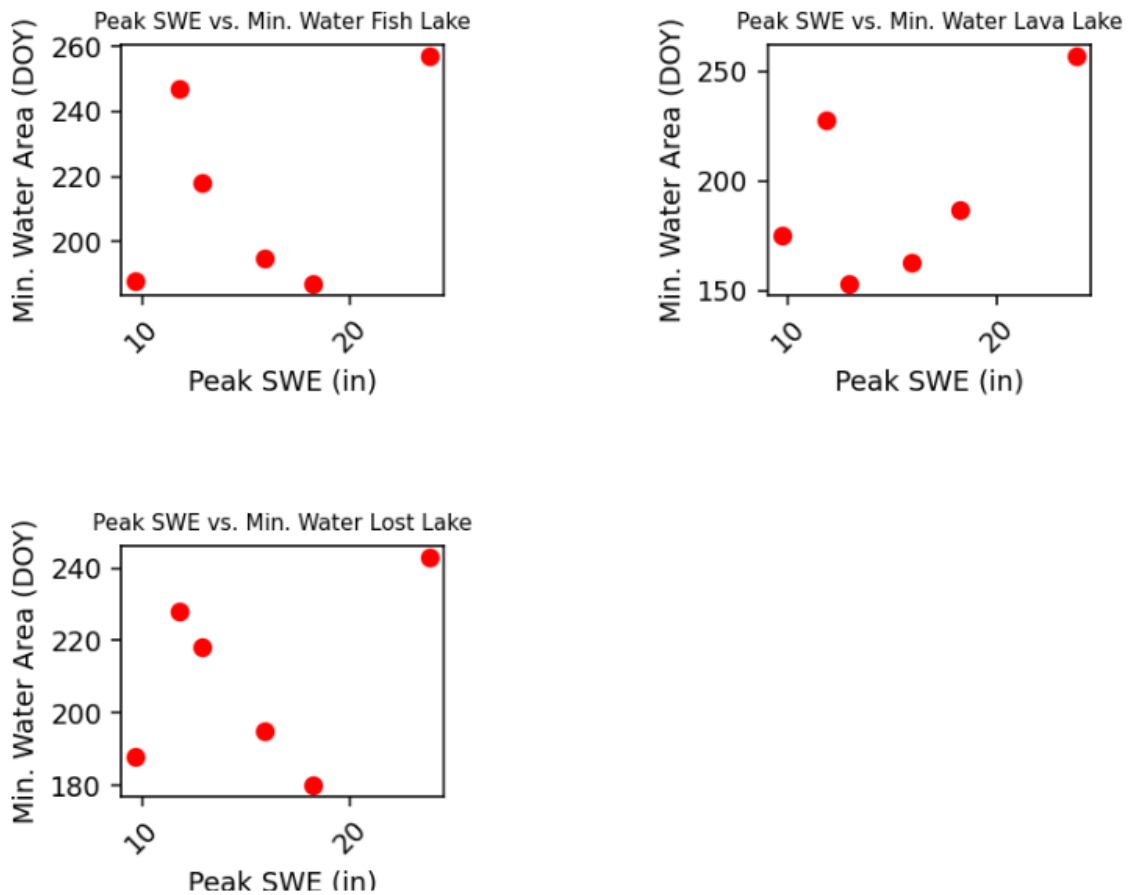 Peak SWE vs. Min. Water Fish Lake
Min. Water Area (DOY)
260
240
220
200
10
20
Peak SWE (in)
Peak SWE vs. Min. Water Lava Lake
Min. Water Area (DOY)
250
200
150
10
20
Peak SWE (in)
Peak SWE vs. Min. Water Lost Lake
Min. Water Area (DOY)
240
220
200
180
10
20
Peak SWE (in)